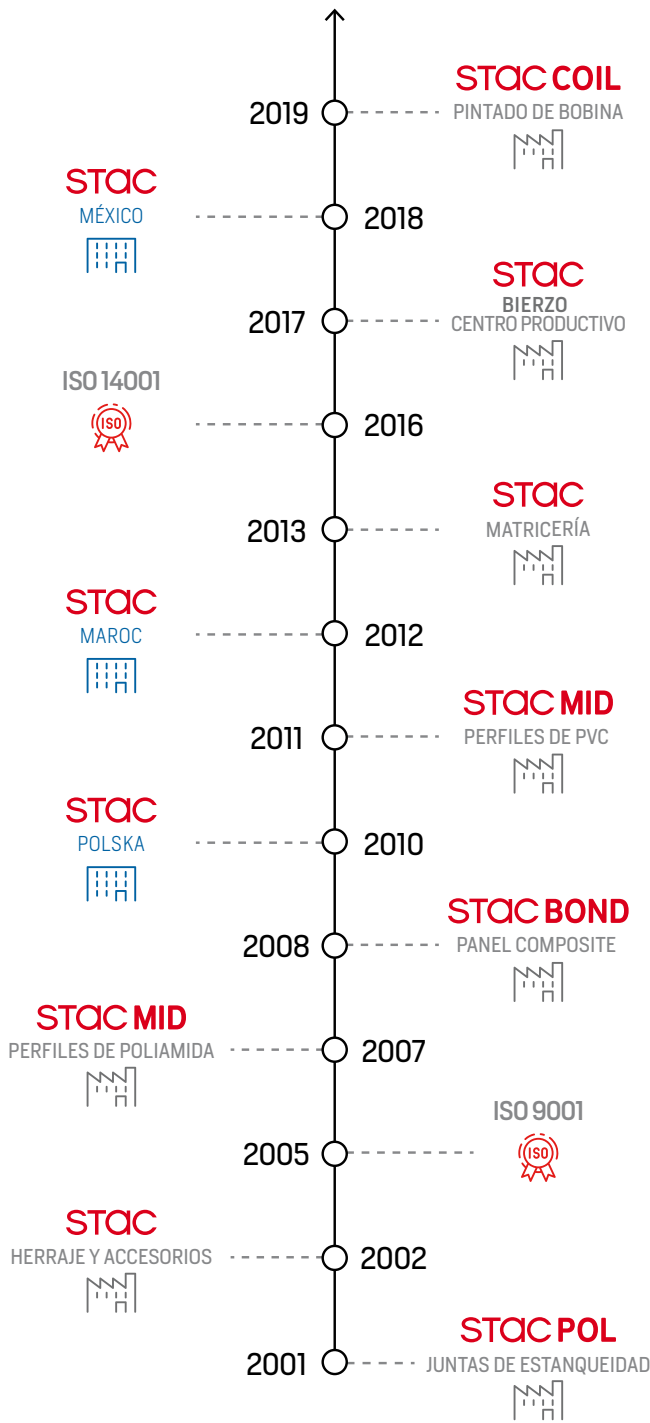 STAC COIL
2019
PINTADO DE BOBINA
STAC
MÉXICO
2018
STAC
BIERZO
2017
CENTRO PRODUCTIVO
ISO 14001
ISO
2016
STAC
2013
MATRICERÍA
STAC
MAROC
2012
STAC MID
2011
PERFILES DE PVC
STAC
POLSKA
2010
STAC BOND
2008
PANEL COMPOSITE
STAC MID
PERFILES DE POLIAMIDA
2007
ISO 9001
2005
ISO
STAC
HERRAJE Y ACCESORIOS
2002
STAC POL
2001
JUNTAS DE ESTANQUEIDAD